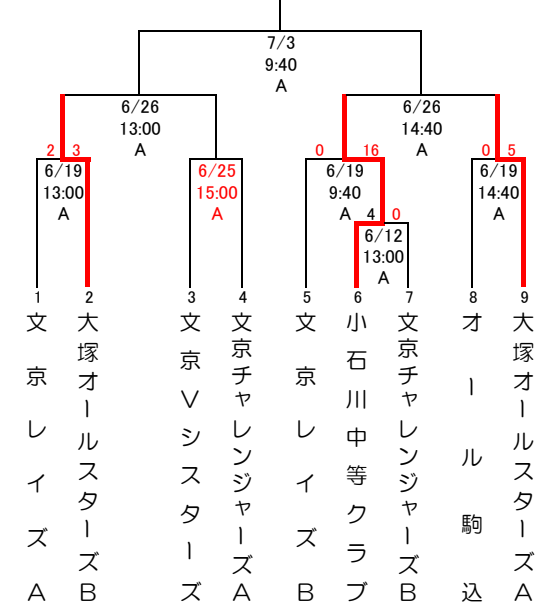 7/3
9:40
A
6/26
13:00
A
6/26
14:40
A
2 3
6/19
13:00
A
6/25
15:00
A
0 16
6/19
9:40
A
0 5
6/19
14:40
A
4 0
6/12
13:00
A
1 2 3 4 5 6 7 8 9
文京レイズA
大塚オールスターズB
文京Vシスターズ
文京チャレンジャーズA
文京レイズB
小石川中等クラブ
文京チャレンジャーズB
オール駒込
大塚オールスターズA